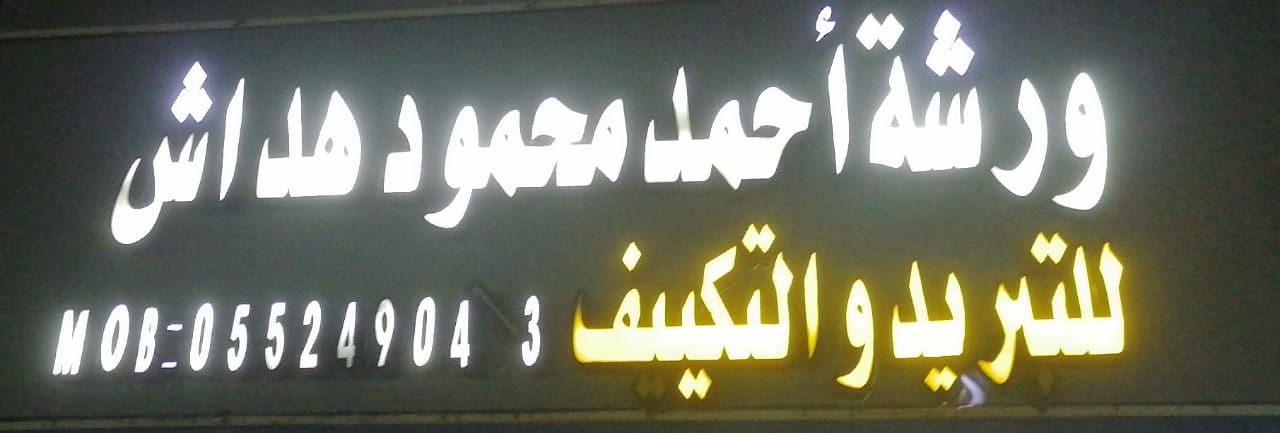 ورشة أحمد محمود هداش
للتبريد والتكييف
MOB=05524904 3